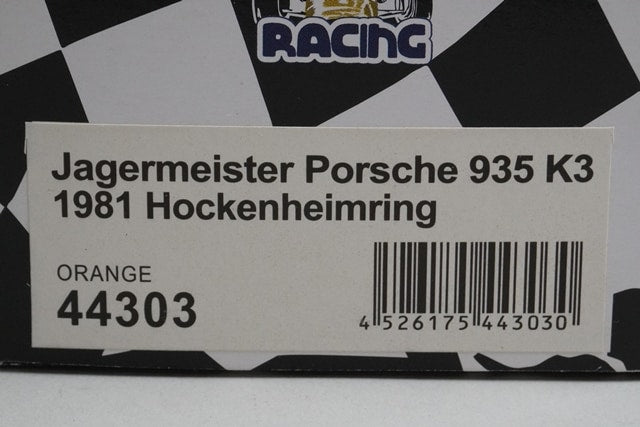 RACING
Jagermeister Porsche 935 K3
1981 Hockenheimring
ORANGE
44303
4 526175 443030